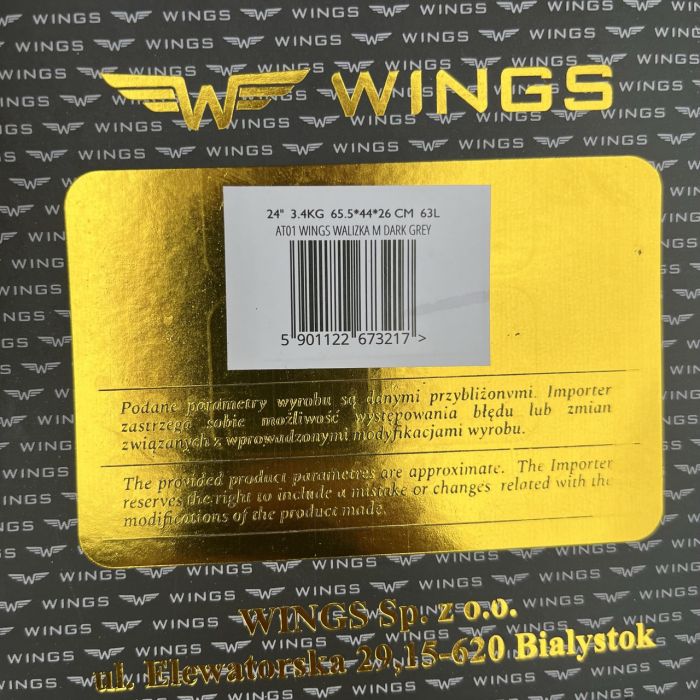 WINGS
24" 3.4KG 65.5*44*26 CM 63L
AT01 WINGS WALIZKA M DARK GREY
5 901122 673217 >
Podane parametry wyrobu są danymi przybliżonymi. Importer
zastrzega sobie możliwość występowania błędu lub zmian
związanych z wprowadzonymi modyfikacjami wyrobu.
The provided product parametres are approximate. The Importer
reserves the right to include a mistake or changes related with the
modifications of the product made.
WINGS Sp. z o.o.
ul. Elewatorska 29,15-620 Bialystok